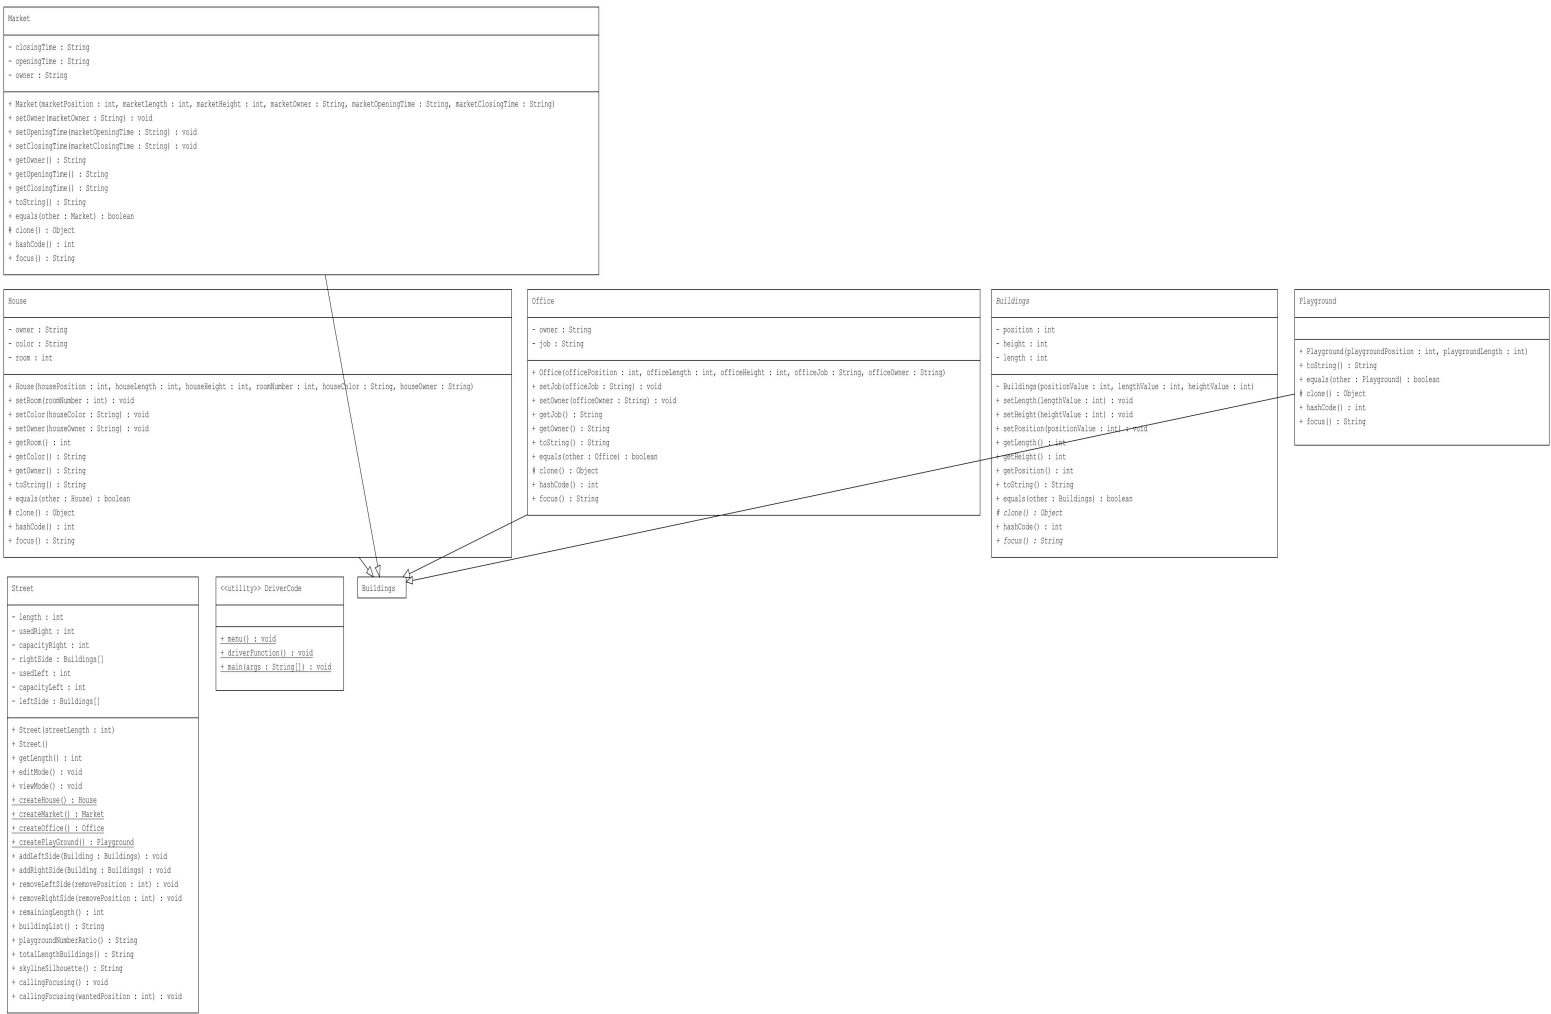 Market
- closingTime : String
- openingTime : String
- owner : String
+ Market(marketPosition : int, marketLength : int, marketHeight : int, marketOwner : String, marketOpeningTime : String, marketClosingTime : String)
+ setOwner(marketOwner : String) : void
+ setOpeningTime(marketOpeningTime : String) : void
+ setClosingTime(marketClosingTime : String) : void
+ getOwner() : String
+ getOpeningTime() : String
+ getClosingTime() : String
+ toString() : String
+ equals(other : Market) : boolean
# clone() : Object
+ hashCode() : int
+ focus() : String
House
- owner : String
- color : String
- room : int
+ House(housePosition : int, houseLength : int, houseHeight : int, roomNumber : int, houseColor : String, houseOwner : String)
+ setRoom(roomNumber : int) : void
+ setColor(houseColor : String) : void
+ setOwner(houseOwner : String) : void
+ getRoom() : int
+ getColor() : String
+ getOwner() : String
+ toString() : String
+ equals(other : House) : boolean
# clone() : Object
+ hashCode() : int
+ focus() : String
Office
- owner : String
- job : String
+ Office(officePosition : int, officeLength : int, officeHeight : int, officeJob : String, officeOwner : String)
+ setJob(officeJob : String) : void
+ setOwner(officeOwner : String) : void
+ getJob() : String
+ getOwner() : String
+ toString() : String
+ equals(other : Office) : boolean
# clone() : Object
+ hashCode() : int
+ focus() : String
Buildings
- position : int
- height : int
- length : int
- Buildings(positionValue : int, lengthValue : int, heightValue : int)
+ setLength(lengthValue : int) : void
+ setHeight(heightValue : int) : void
+ setPosition(positionValue : int) : void
+ getLength() : int
+ getHeight() : int
+ getPosition() : int
+ toString() : String
+ equals(other : Buildings) : boolean
# clone() : Object
+ hashCode() : int
+ focus() : String
Playground
+ Playground(playgroundPosition : int, playgroundLength : int)
+ toString() : String
+ equals(other : Playground) : boolean
# clone() : Object
+ hashCode() : int
+ focus() : String
Street
- length : int
- usedRight : int
- capacityRight : int
- rightSide : Buildings[]
- usedLeft : int
- capacityLeft : int
- leftSide : Buildings[]
+ Street(streetLength : int)
+ Street()
+ getLength() : int
+ editMode() : void
+ viewMode() : void
+ createHouse() : House
+ createMarket() : Market
+ createOffice() : Office
+ createPlayGround() : Playground
+ addLeftSide(Building : Buildings) : void
+ addRightSide(Building : Buildings) : void
+ removeLeftSide(removePosition : int) : void
+ removeRightSide(removePosition : int) : void
+ remainingLength() : int
+ buildingList() : String
+ playgroundNumberRatio() : String
+ totalLengthBuildings() : String
+ skylineSilhouette() : String
+ callingFocusing() : void
+ callingFocusing(wantedPosition : int) : void
<<utility>> DriverCode
+ menu() : void
+ driverFunction() : void
+ main(args : String[]) : void
Buildings